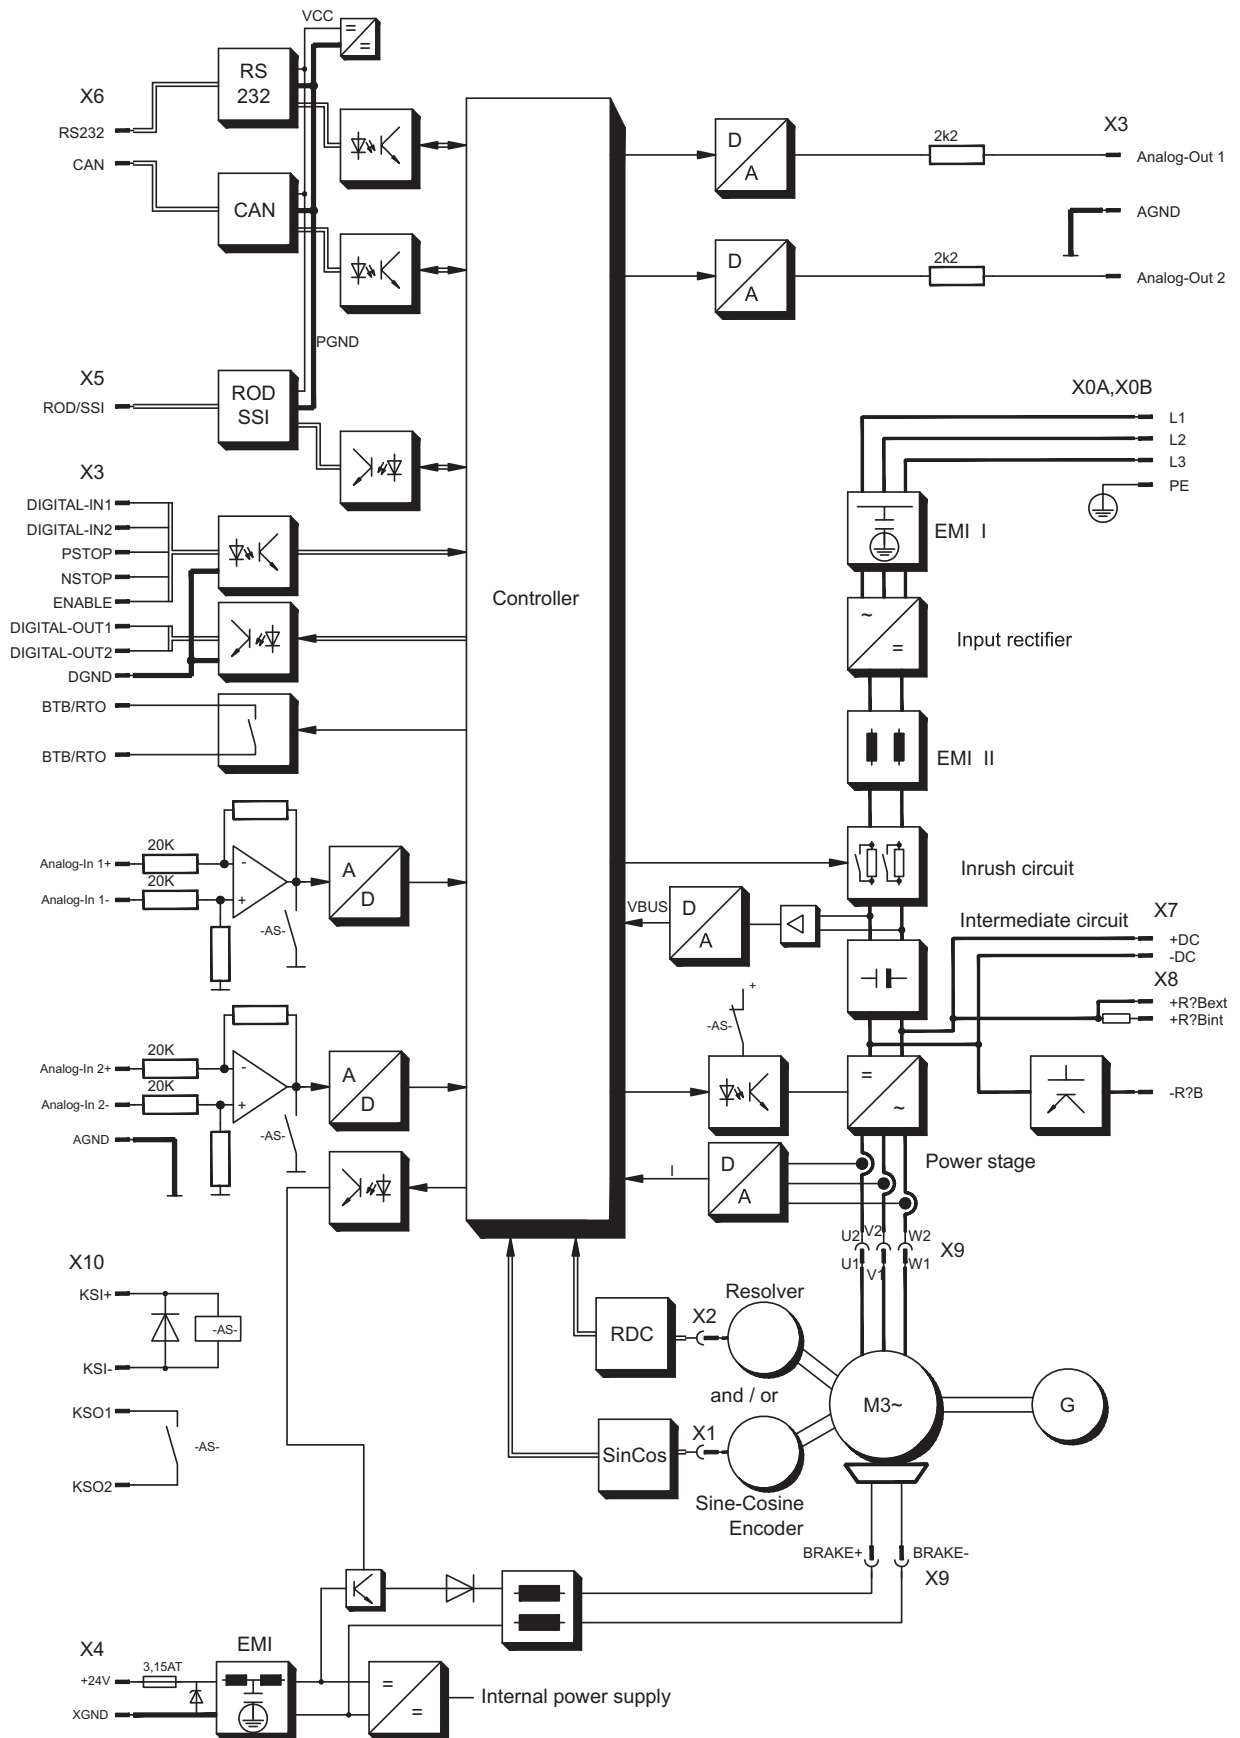 VCC
=
=
RS
232
X6
RS232
CAN
CAN
PGND
X5
ROD/SSI
ROD
SSI
X3
DIGITAL-IN1
DIGITAL-IN2
PSTOP
NSTOP
ENABLE
DIGITAL-OUT1
DIGITAL-OUT2
DGND
BTB/RTO
BTB/RTO
Controller
D
A
2k2
X3
Analog-Out 1
AGND
D
A
2k2
Analog-Out 2
X0A,X0B
L1
L2
L3
PE
EMI I
~
=
Input rectifier
EMI II
Inrush circuit
VBUS
D
A
Intermediate circuit
X7
+DC
-DC
X8
+R?Bext
+R?Bint
-R?B
+
-AS-
=
~
Power stage
I
D
A
Analog-In 1+
20K
-
Analog-In 1-
20K
+
-AS-
A
D
Analog-In 2+
20K
-
Analog-In 2-
20K
+
-AS-
A
D
AGND
U2
V2
W2
X9
U1
V1
W1
X10
KSI+
-AS-
KSI-
KSO1
-AS-
KSO2
Resolver
RDC
X2
and / or
M3~
G
SinCos
X1
Sine-Cosine
Encoder
BRAKE+
BRAKE-
X9
X4
+24V
3,15AT
XGND
EMI
=
=
Internal power supply